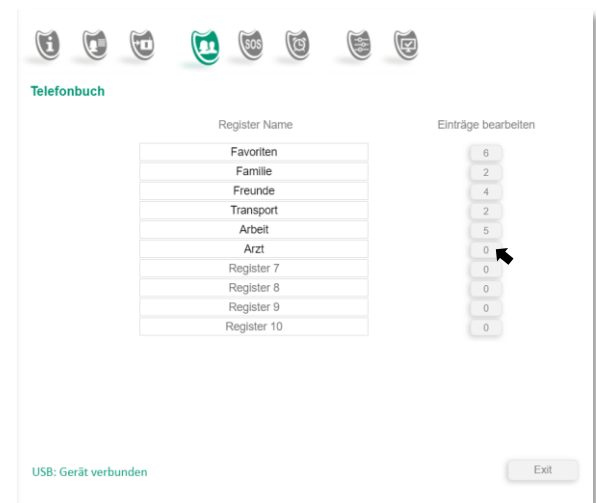 SOS
Telefonbuch
Register Name Einträge bearbeiten
Favoriten 6
Familie 2
Freunde 4
Transport 2
Arbeit 5
Arzt 0
Register 7 0
Register 8 0
Register 9 0
Register 10 0
USB: Gerät verbunden Exit